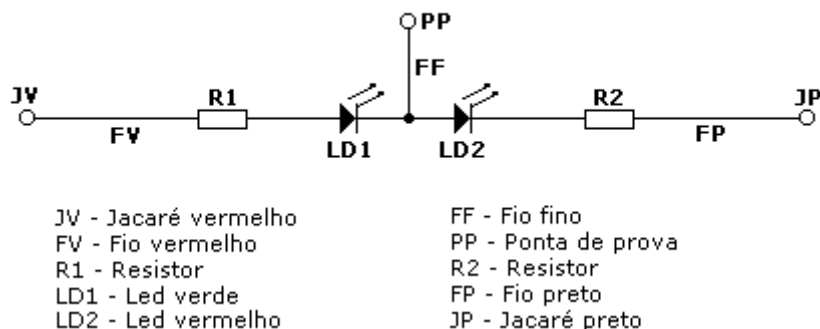 PP
FF
JV
R1
R2
JP
FV
LD1
LD2
FP
JV - Jacaré vermelho
FV - Fio vermelho
R1 - Resistor
LD1 - Led verde
LD2 - Led vermelho
FF - Fio fino
PP - Ponta de prova
R2 - Resistor
FP - Fio preto
JP - Jacaré preto